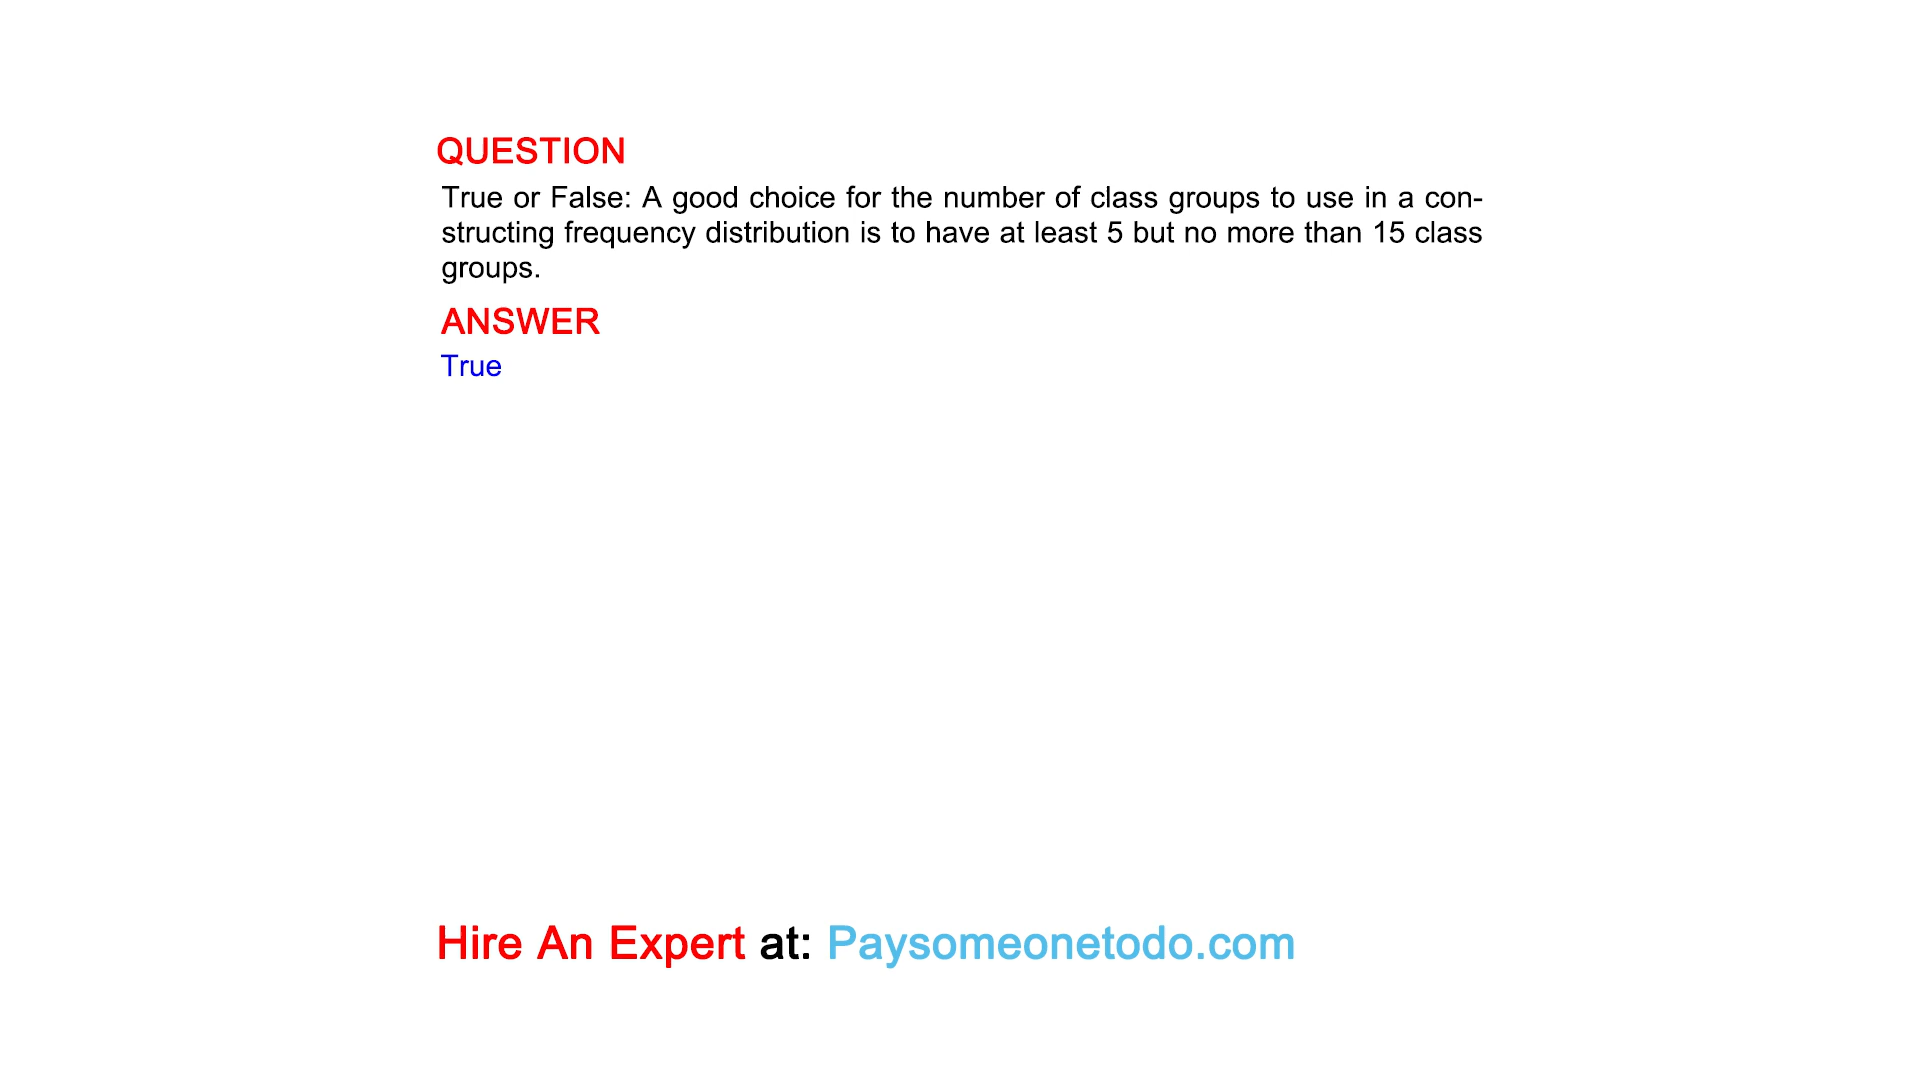 QUESTION
True or False: A good choice for the number of class groups to use in a con-
structing frequency distribution is to have at least 5 but no more than 15 class
groups.
ANSWER
True
Hire An Expert at: Paysomeonetodo.com